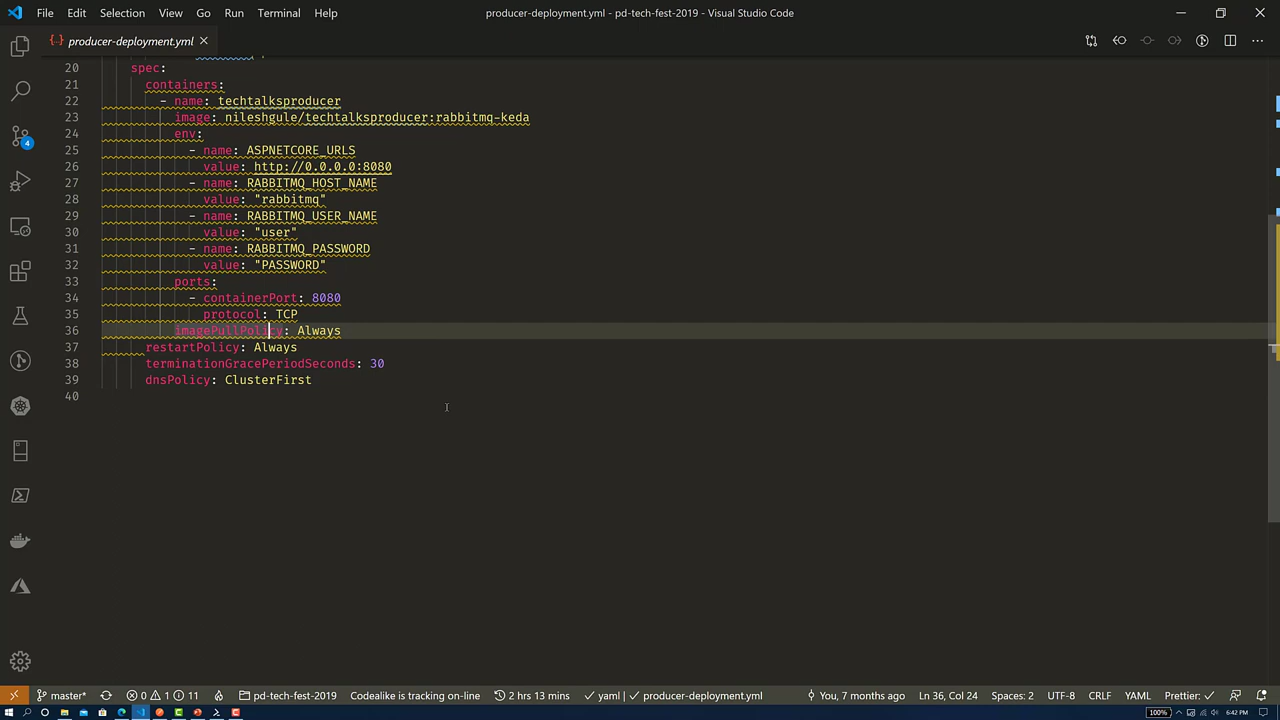 File Edit Selection View Go Run Terminal Help
producer-deployment.yml - pd-tech-fest-2019 - Visual Studio Code
{..} producer-deployment.yml
20 spec:
21 containers:
22 - name: techtalksproducer
23 image: nileshgule/techtalksproducer:rabbitmq-keda
24 env:
25 - name: ASPNETCORE_URLS
26 value: http://0.0.0.0:8080
27 - name: RABBITMQ_HOST_NAME
28 value: "rabbitmq"
29 - name: RABBITMQ_USER_NAME
30 value: "user"
31 - name: RABBITMQ_PASSWORD
32 value: "PASSWORD"
33 ports:
34 - containerPort: 8080
35 protocol: TCP
36 imagePullPolicy: Always
37 restartPolicy: Always
38 terminationGracePeriodSeconds: 30
39 dnsPolicy: ClusterFirst
40
4
master* 0 1 11 pd-tech-fest-2019 Codealike is tracking on-line 2 hrs 13 mins yaml | producer-deployment.yml You, 7 months ago Ln 36, Col 24 Spaces: 2 UTF-8 CRLF YAML Prettier:
100% 6:42 PM